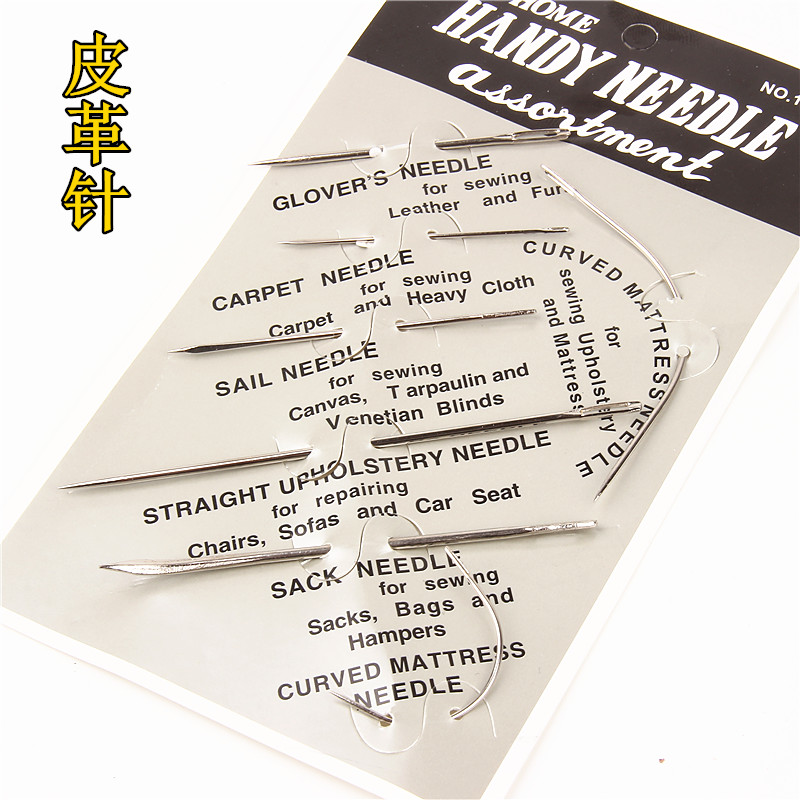 皮革针
HOME
HANDY NEEDLE
assortment
NO.1
GLOVER'S NEEDLE
for sewing
Leather and Fur
CARPET NEEDLE
for sewing
Carpet and Heavy Cloth
CURVED MATTRESS NEEDLE
for
sewing Upholstery
and Mattress
SAIL NEEDLE
for sewing
Canvas, Tarpaulin and
Venetian Blinds
STRAIGHT UPHOLSTERY NEEDLE
for repairing
Chairs, Sofas and Car Seat
SACK NEEDLE
for sewing
Sacks, Bags and
Hampers
CURVED MATTRESS
NEEDLE